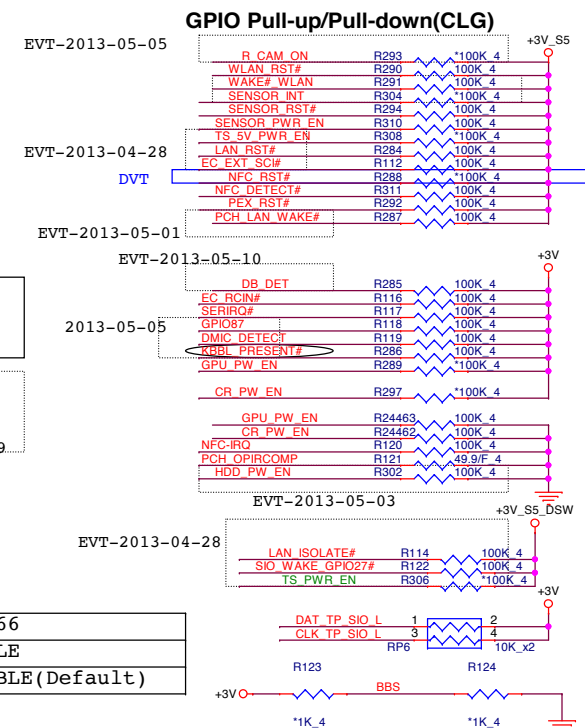 GPIO Pull-up/Pull-down(CLG)
EVT-2013-05-05
+3V_S5
R_CAM_ON R293 *100K_4
WLAN_RST# R290 100K_4
WAKE#_WLAN R291 *100K_4
SENSOR_INT R304 *100K_4
SENSOR_RST# R294 100K_4
SENSOR_PWR_EN R310 100K_4
TS_5V_PWR_EN R308 *100K_4
EVT-2013-04-28
LAN_RST# R284 100K_4
EC_EXT_SCI# R112 100K_4
DVT
NFC_RST# R288 *100K_4
NFC_DETECT# R311 100K_4
PEX_RST# R292 100K_4
PCH_LAN_WAKE# R287 100K_4
EVT-2013-05-01
EVT-2013-05-10
+3V
DB_DET R285 100K_4
EC_RCIN# R116 100K_4
SERIRQ# R117 100K_4
2013-05-05
GPIO87 R118 100K_4
DMIC_DETECT R119 100K_4
KBBL_PRESENT# R286 100K_4
GPU_PW_EN R289 *100K_4
CR_PW_EN R297 *100K_4
GPU_PW_EN R24463 100K_4
CR_PW_EN R24462 100K_4
NFC-IRQ R120 100K_4
PCH_OPIRCOMP R121 49.9/F_4
HDD_PW_EN R302 100K_4
9
EVT-2013-05-03
+3V_S5_DSW
EVT-2013-04-28
LAN_ISOLATE# R114 100K_4
SIO_WAKE_GPIO27# R122 100K_4
TS_PWR_EN R306 *100K_4
+3V
66
LE
BLE(Default)
DAT_TP_SIO_L 1 2
CLK_TP_SIO_L 3 4
RP6 10K_x2
R123 R124
+3V BBS
*1K_4 *1K_4